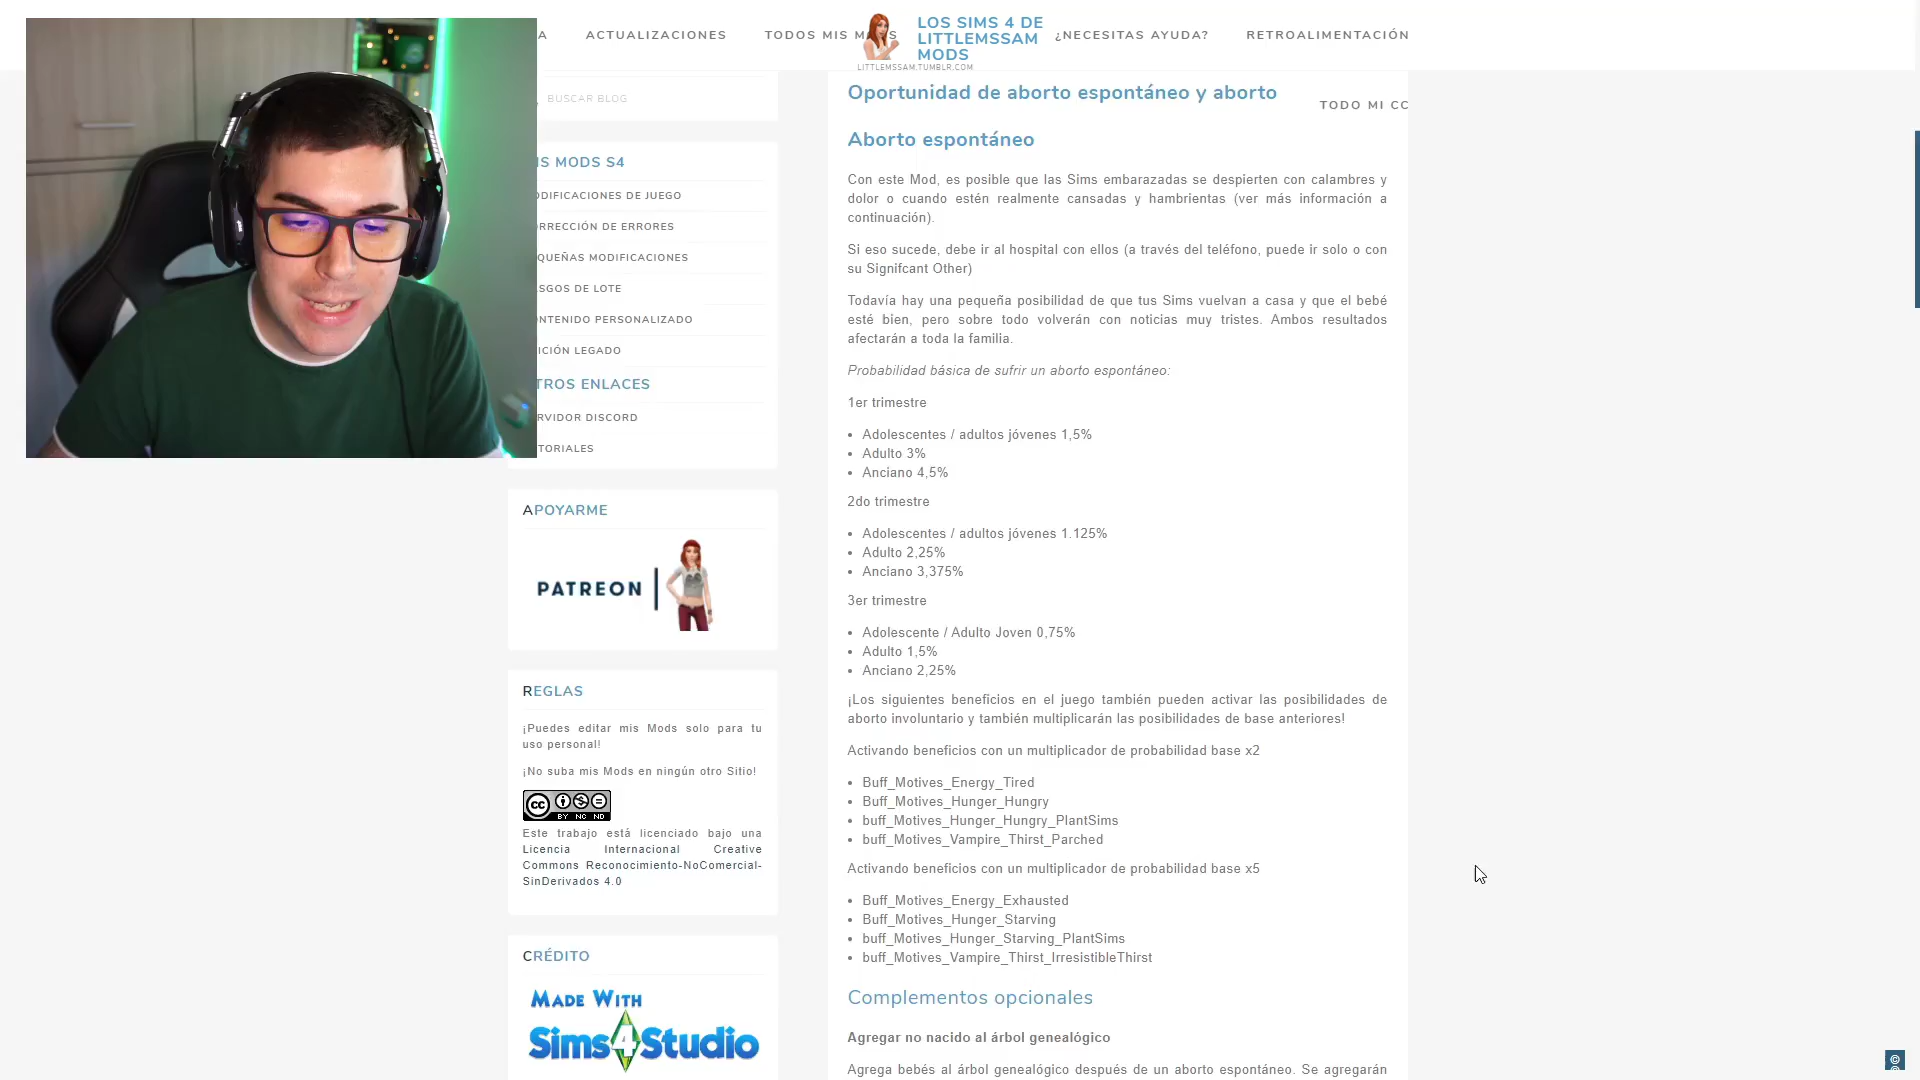 A
ACTUALIZACIONES
TODOS MIS M S
LOS SIMS 4 DE
LITTLEMSSAM
MODS
LITTLEMSSAM.TUMBLR.COM
¿NECESITAS AYUDA?
RETROALIMENTACIÓN
TODO MI CC
BUSCAR BLOG
IS MODS S4
ODIFICACIONES DE JUEGO
ORRECCIÓN DE ERRORES
QUEÑAS MODIFICACIONES
SGOS DE LOTE
ONTENIDO PERSONALIZADO
ICIÓN LEGADO
TROS ENLACES
RVIDOR DISCORD
TORIALES
APOYARME
PATREON
REGLAS
¡Puedes editar mis Mods solo para tu
uso personal!
¡No suba mis Mods en ningún otro Sitio!
cc
BY NC ND
Este trabajo está licenciado bajo una
Licencia Internacional Creative
Commons Reconocimiento-NoComercial-
SinDerivados 4.0
CRÉDITO
MADE WITH
Sims4Studio
Oportunidad de aborto espontáneo y aborto
Aborto espontáneo
Con este Mod, es posible que las Sims embarazadas se despierten con calambres y
dolor o cuando estén realmente cansadas y hambrientas (ver más información a
continuación).
Si eso sucede, debe ir al hospital con ellos (a través del teléfono, puede ir solo o con
su Signifcant Other)
Todavía hay una pequeña posibilidad de que tus Sims vuelvan a casa y que el bebé
esté bien, pero sobre todo volverán con noticias muy tristes. Ambos resultados
afectarán a toda la familia.
Probabilidad básica de sufrir un aborto espontáneo:
1er trimestre
• Adolescentes / adultos jóvenes 1,5%
• Adulto 3%
• Anciano 4,5%
2do trimestre
• Adolescentes / adultos jóvenes 1.125%
• Adulto 2,25%
• Anciano 3,375%
3er trimestre
• Adolescente / Adulto Joven 0,75%
• Adulto 1,5%
• Anciano 2,25%
¡Los siguientes beneficios en el juego también pueden activar las posibilidades de
aborto involuntario y también multiplicarán las posibilidades de base anteriores!
Activando beneficios con un multiplicador de probabilidad base x2
• Buff_Motives_Energy_Tired
• Buff_Motives_Hunger_Hungry
• buff_Motives_Hunger_Hungry_PlantSims
• buff_Motives_Vampire_Thirst_Parched
Activando beneficios con un multiplicador de probabilidad base x5
• Buff_Motives_Energy_Exhausted
• Buff_Motives_Hunger_Starving
• buff_Motives_Hunger_Starving_PlantSims
• buff_Motives_Vampire_Thirst_IrresistibleThirst
Complementos opcionales
Agregar no nacido al árbol genealógico
Agrega bebés al árbol genealógico después de un aborto espontáneo. Se agregarán